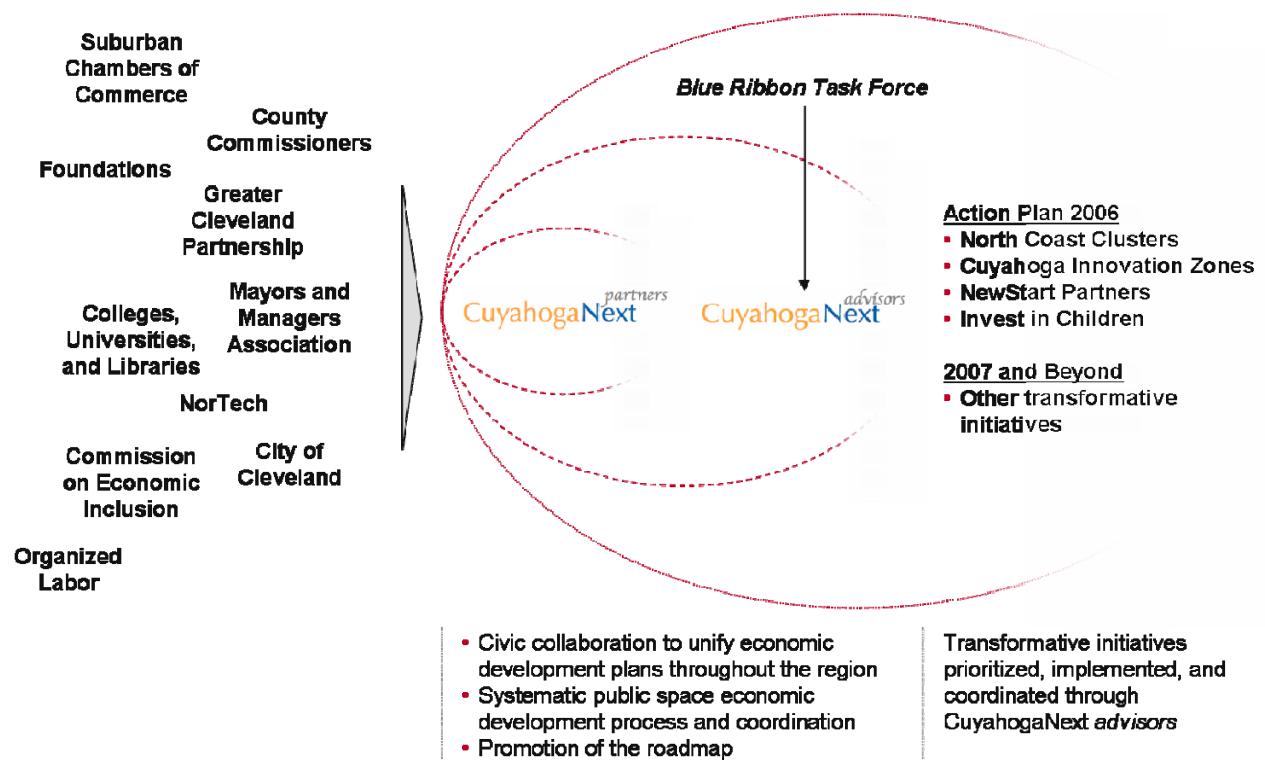 Suburban
Chambers of
Commerce
County
Commissioners
Foundations
Greater
Cleveland
Partnership
Mayors and
Managers
Association
Colleges,
Universities,
and Libraries
NorTech
City of
Cleveland
Commission
on Economic
Inclusion
Organized
Labor
Blue Ribbon Task Force
partners
CuyahogaNext
advisors
CuyahogaNext
Action Plan 2006
▪ North Coast Clusters
▪ Cuyahoga Innovation Zones
▪ NewStart Partners
▪ Invest in Children
2007 and Beyond
▪ Other transformative
initiatives
• Civic collaboration to unify economic
development plans throughout the region
• Systematic public space economic
development process and coordination
• Promotion of the roadmap
Transformative initiatives
prioritized, implemented, and
coordinated through
CuyahogaNext advisors